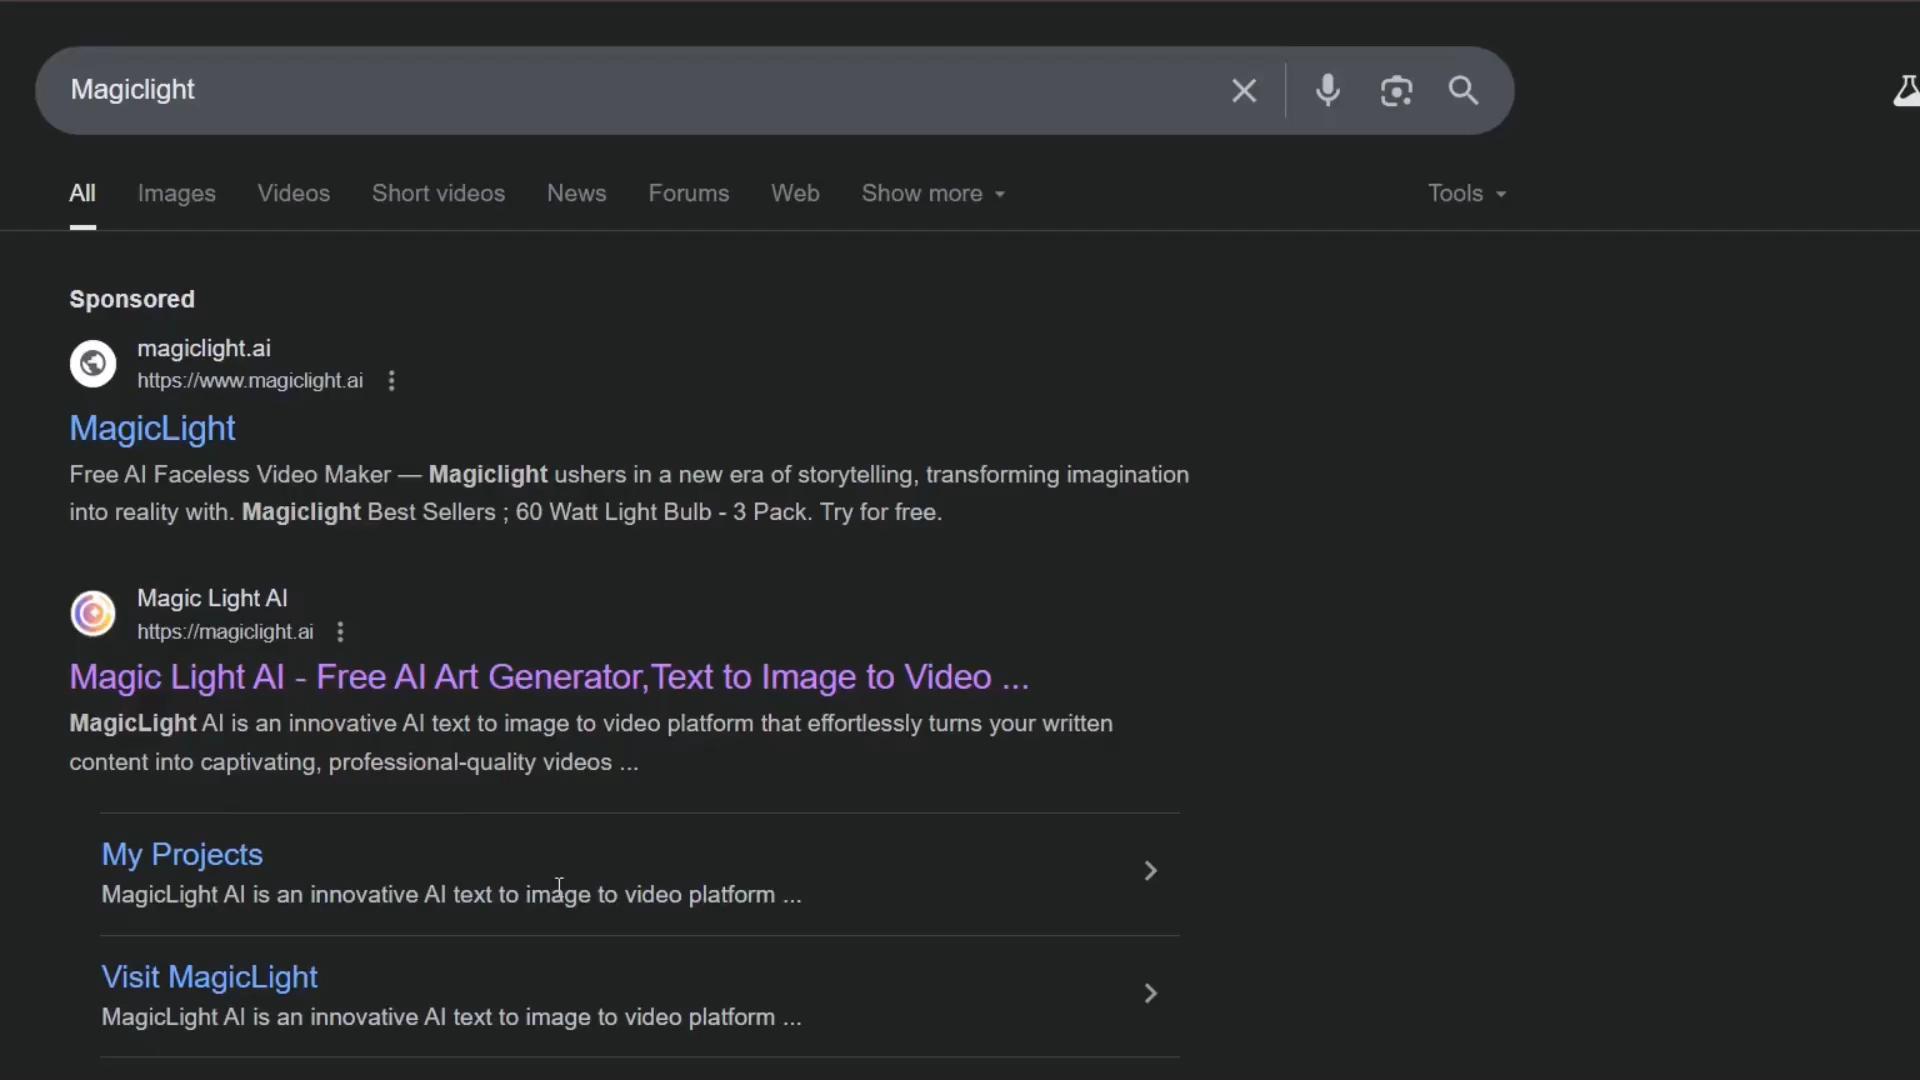 Magiclight
All Images Videos Short videos News Forums Web Show more Tools
Sponsored
magiclight.ai
https://www.magiclight.ai
MagicLight
Free AI Faceless Video Maker — Magiclight ushers in a new era of storytelling, transforming imagination
into reality with. Magiclight Best Sellers ; 60 Watt Light Bulb - 3 Pack. Try for free.
Magic Light AI
https://magiclight.ai
Magic Light AI - Free AI Art Generator,Text to Image to Video ...
MagicLight AI is an innovative AI text to image to video platform that effortlessly turns your written
content into captivating, professional-quality videos ...
My Projects
MagicLight AI is an innovative AI text to image to video platform ...
Visit MagicLight
MagicLight AI is an innovative AI text to image to video platform ...